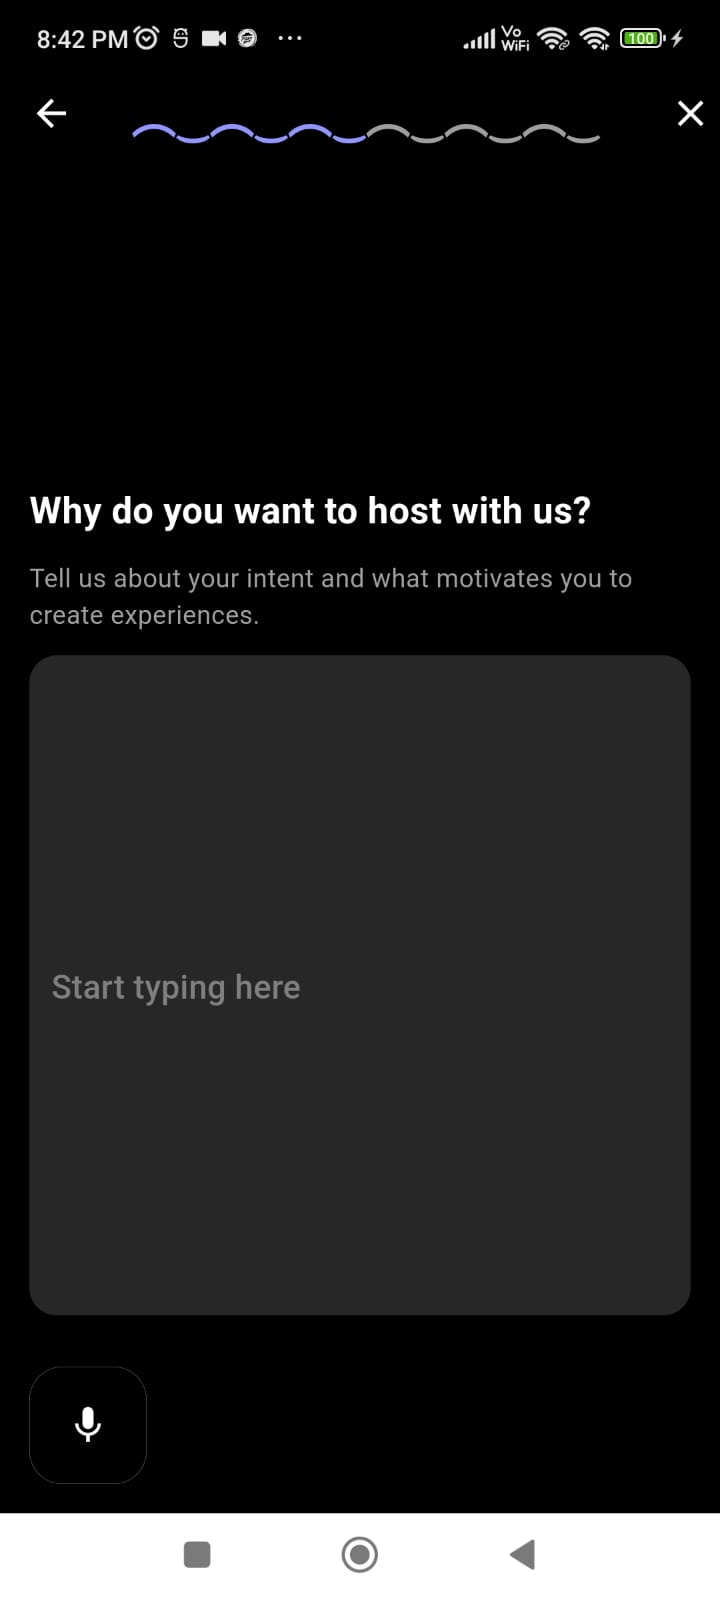 8:42 PM
Vo
WiFi
100
Why do you want to host with us?
Tell us about your intent and what motivates you to
create experiences.
Start typing here